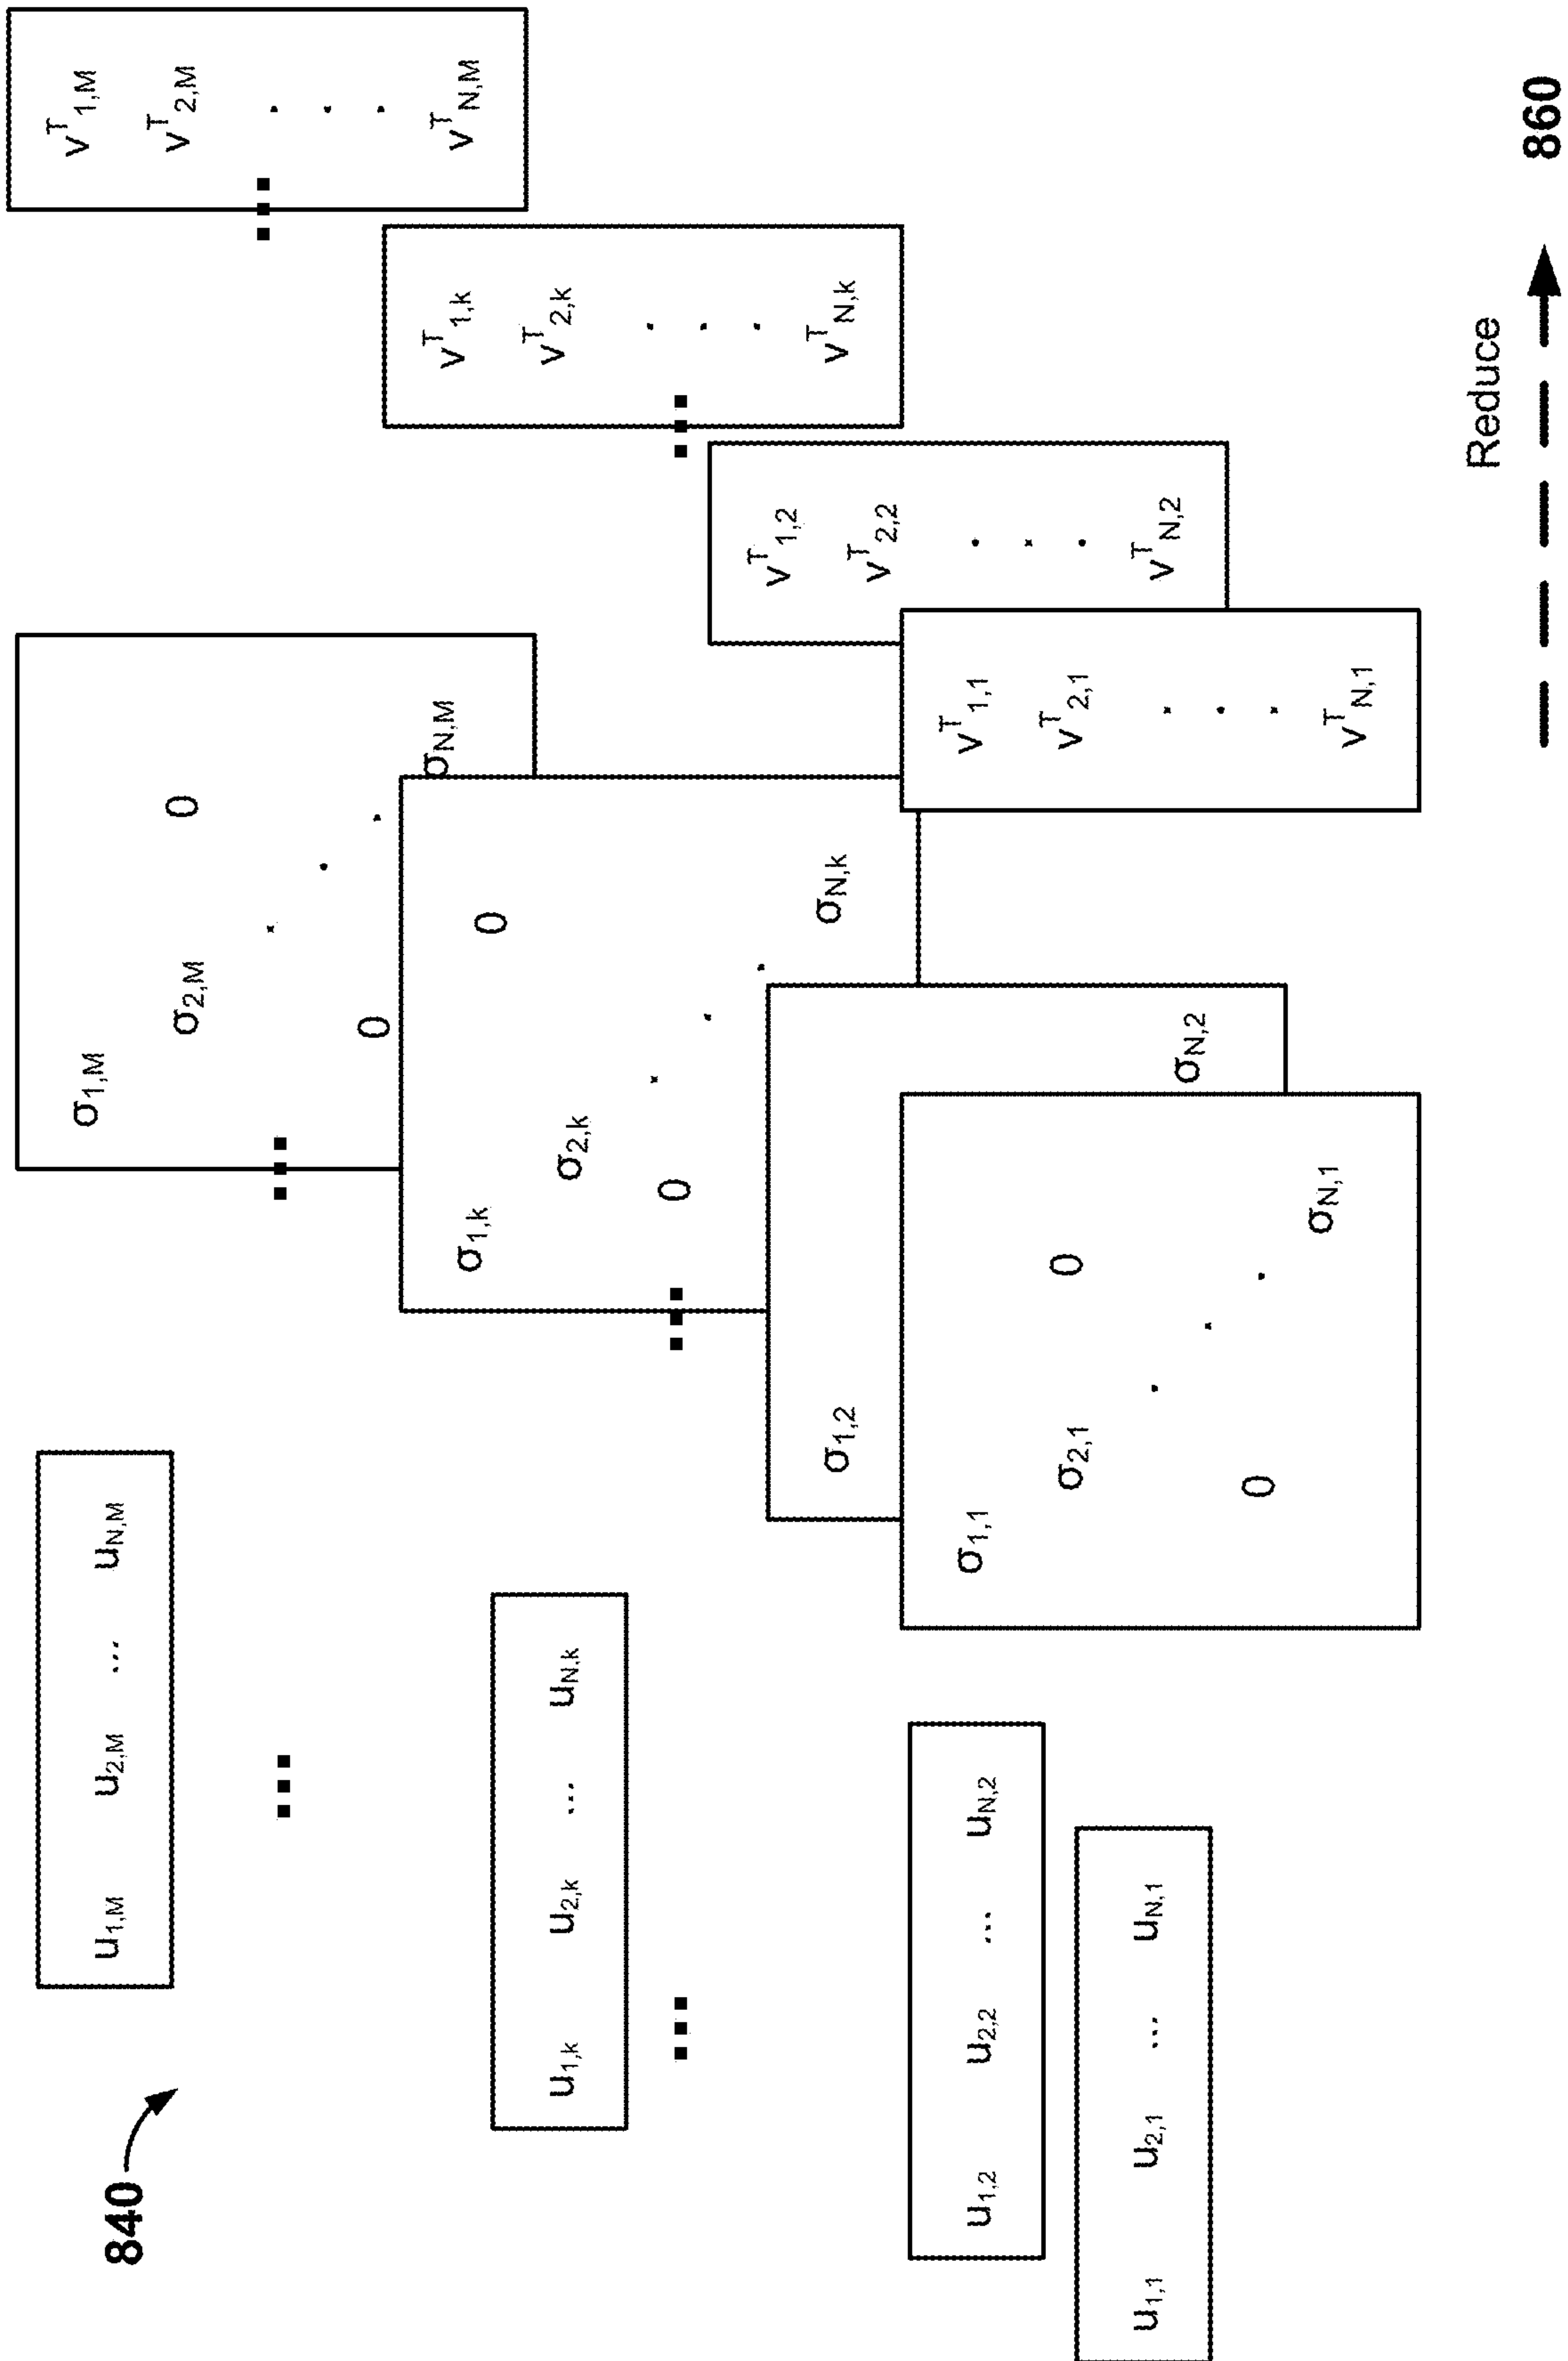 840
u1,M u2,M ... uN,M
u1,k u2,k ... uN,k
u1,2 u2,2 ... uN,2
u1,1 u2,1 ... uN,1
σ1,M
σ2,M 0
0 σN,M
σ1,k 0
σ2,k
0 σN,k
σ1,2
σN,2
σ1,1
σ2,1 0
0 σN,1
vT1,M
vT2,M
vTN,M
vT1,k
vT2,k
vTN,k
vT1,2
vT2,2
vTN,2
vT1,1
vT2,1
vTN,1
Reduce
860